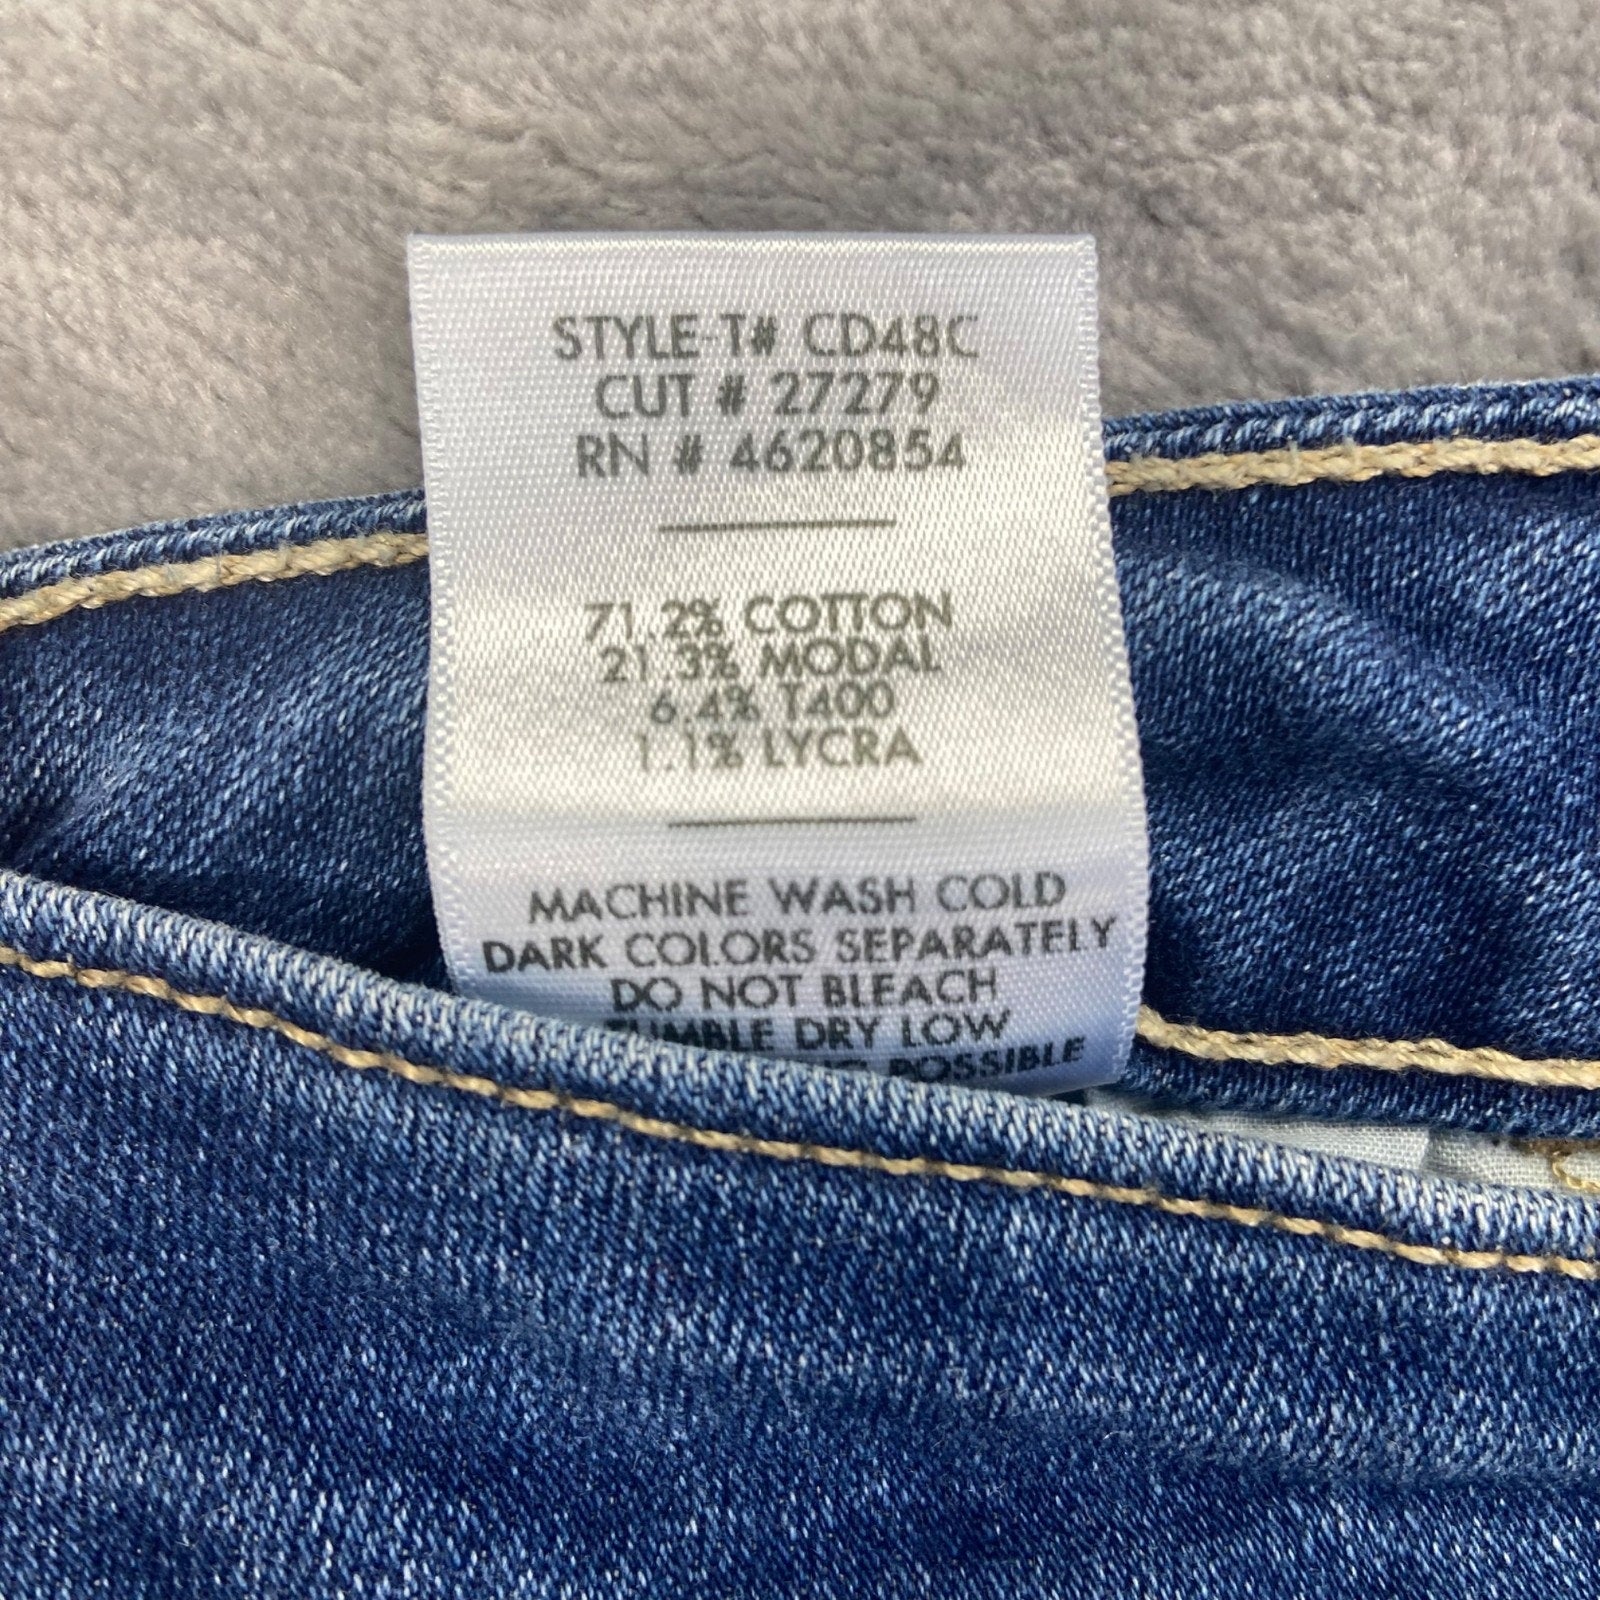 STYLE-T# CD48C
CUT # 27279
RN # 4620854
71.2% COTTON
21.3% MODAL
6.4% T400
1.1% LYCRA
MACHINE WASH COLD
DARK COLORS SEPARATELY
DO NOT BLEACH
TUMBLE DRY LOW
POSSIBLE